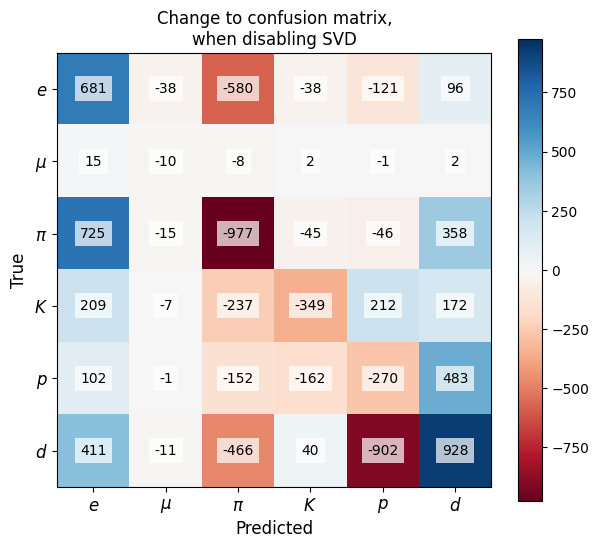 Change to confusion matrix,
when disabling SVD
e 681 -38 -580 -38 -121 96
μ 15 -10 -8 2 -1 2
π 725 -15 -977 -45 -46 358
K 209 -7 -237 -349 212 172
p 102 -1 -152 -162 -270 483
d 411 -11 -466 40 -902 928
e μ π K p d
Predicted
True
750
500
250
0
−250
−500
−750